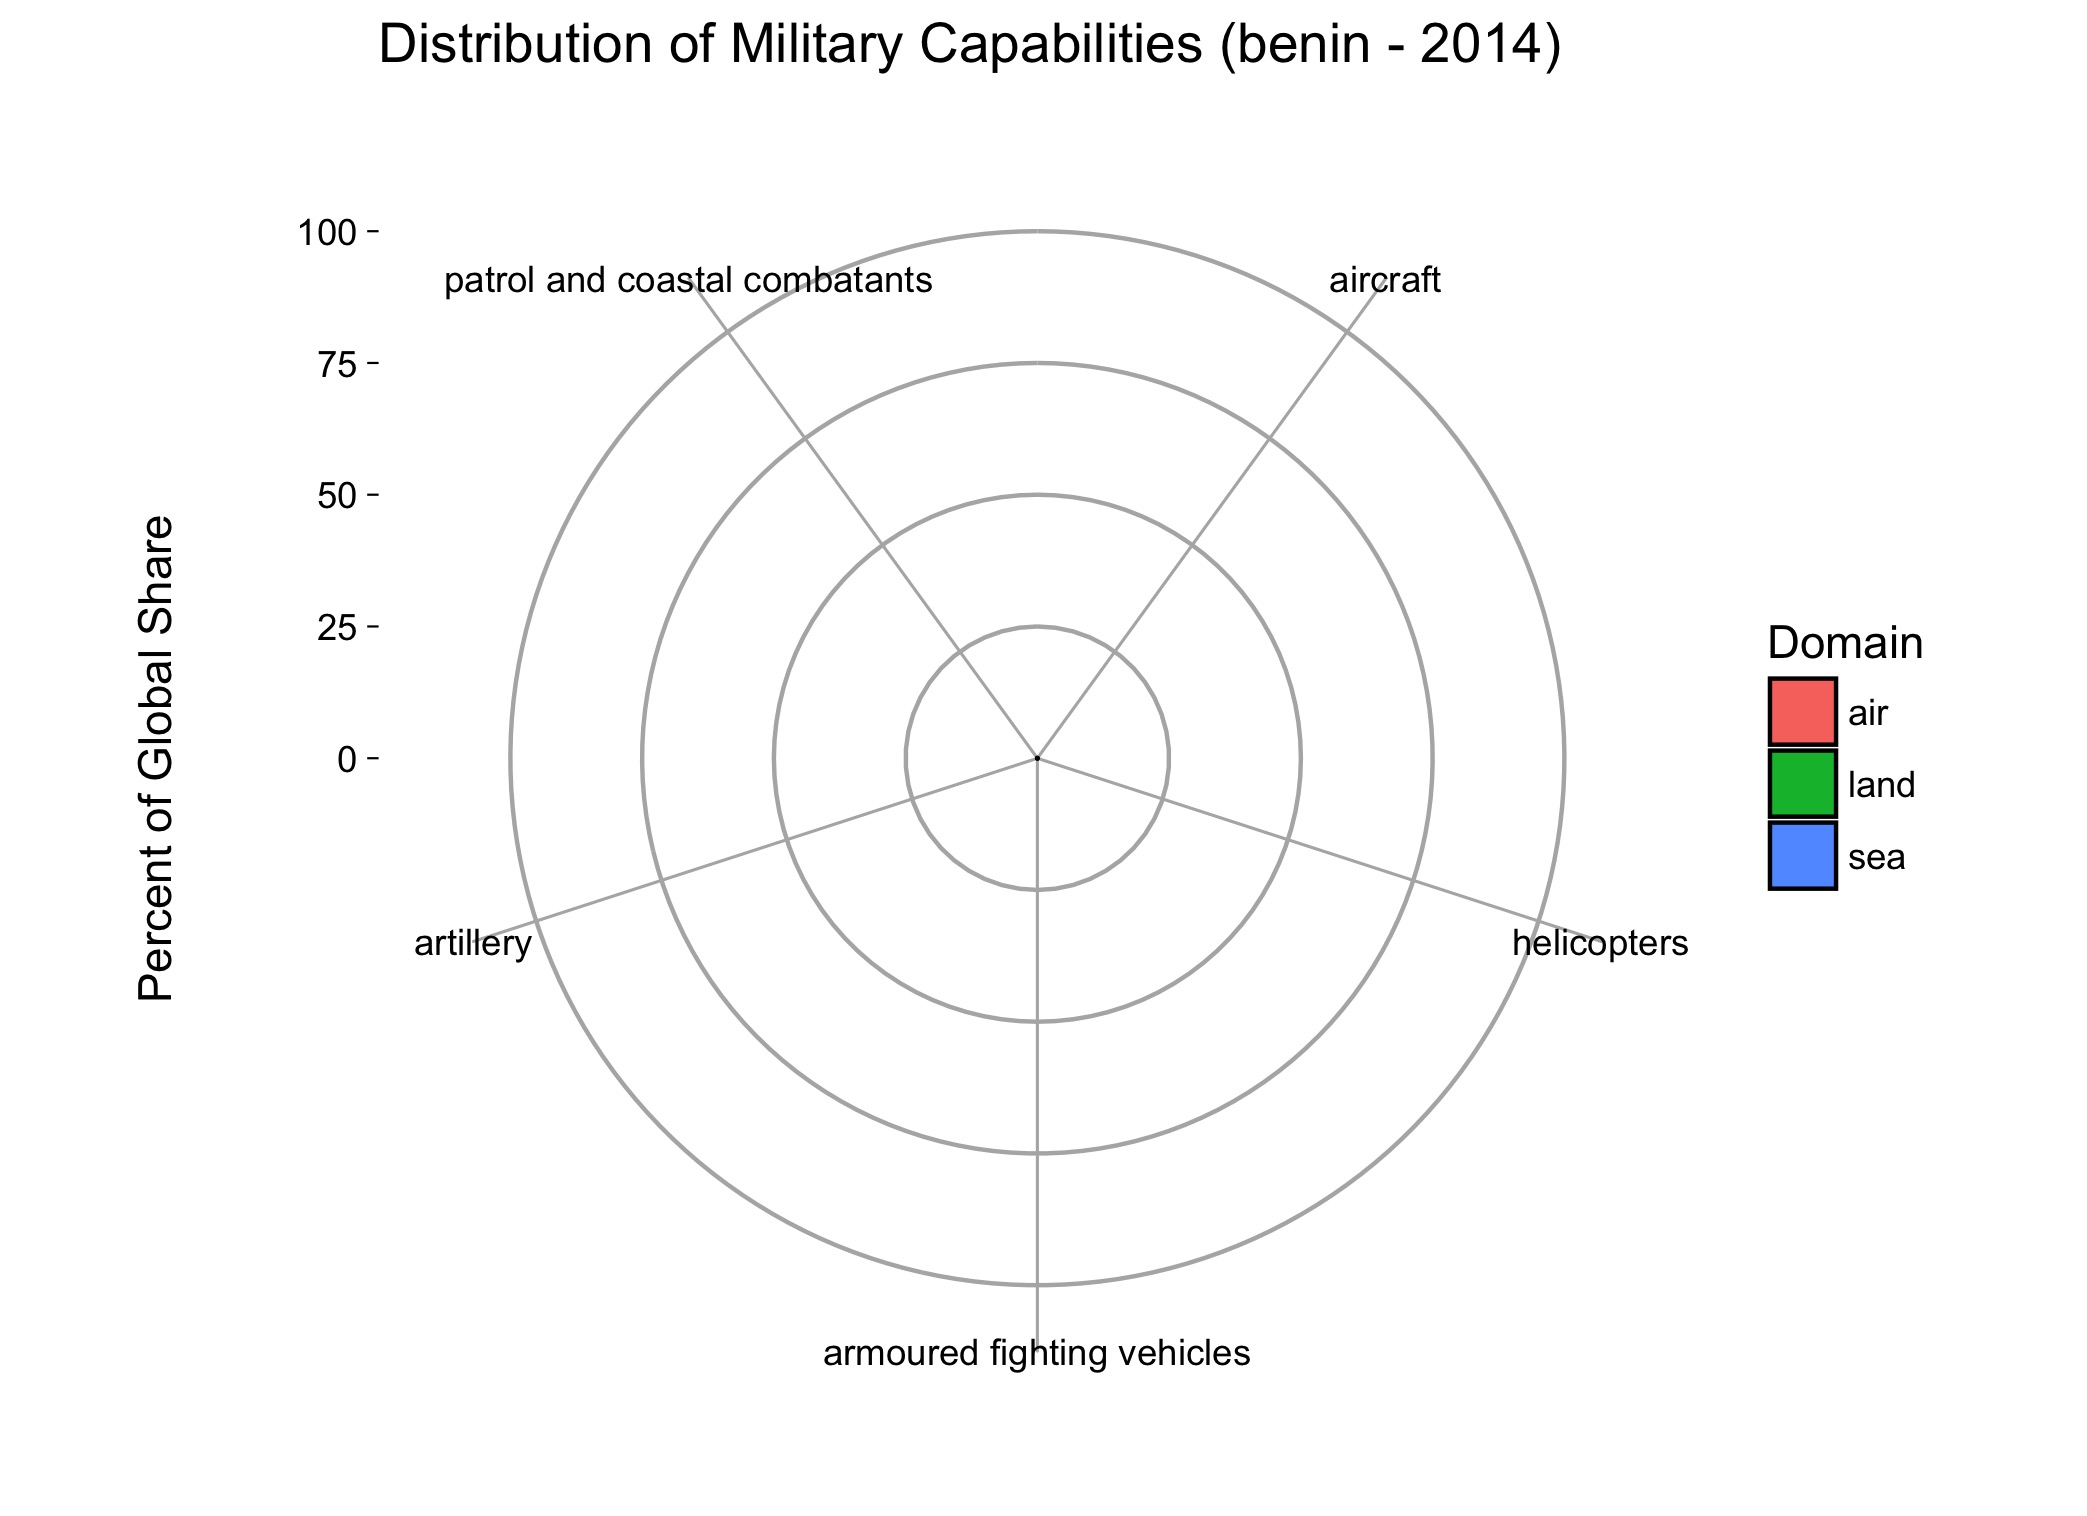 Distribution of Military Capabilities (benin - 2014)
Percent of Global Share
100
75
50
25
0
patrol and coastal combatants
aircraft
artillery
helicopters
armoured fighting vehicles
Domain
air
land
sea